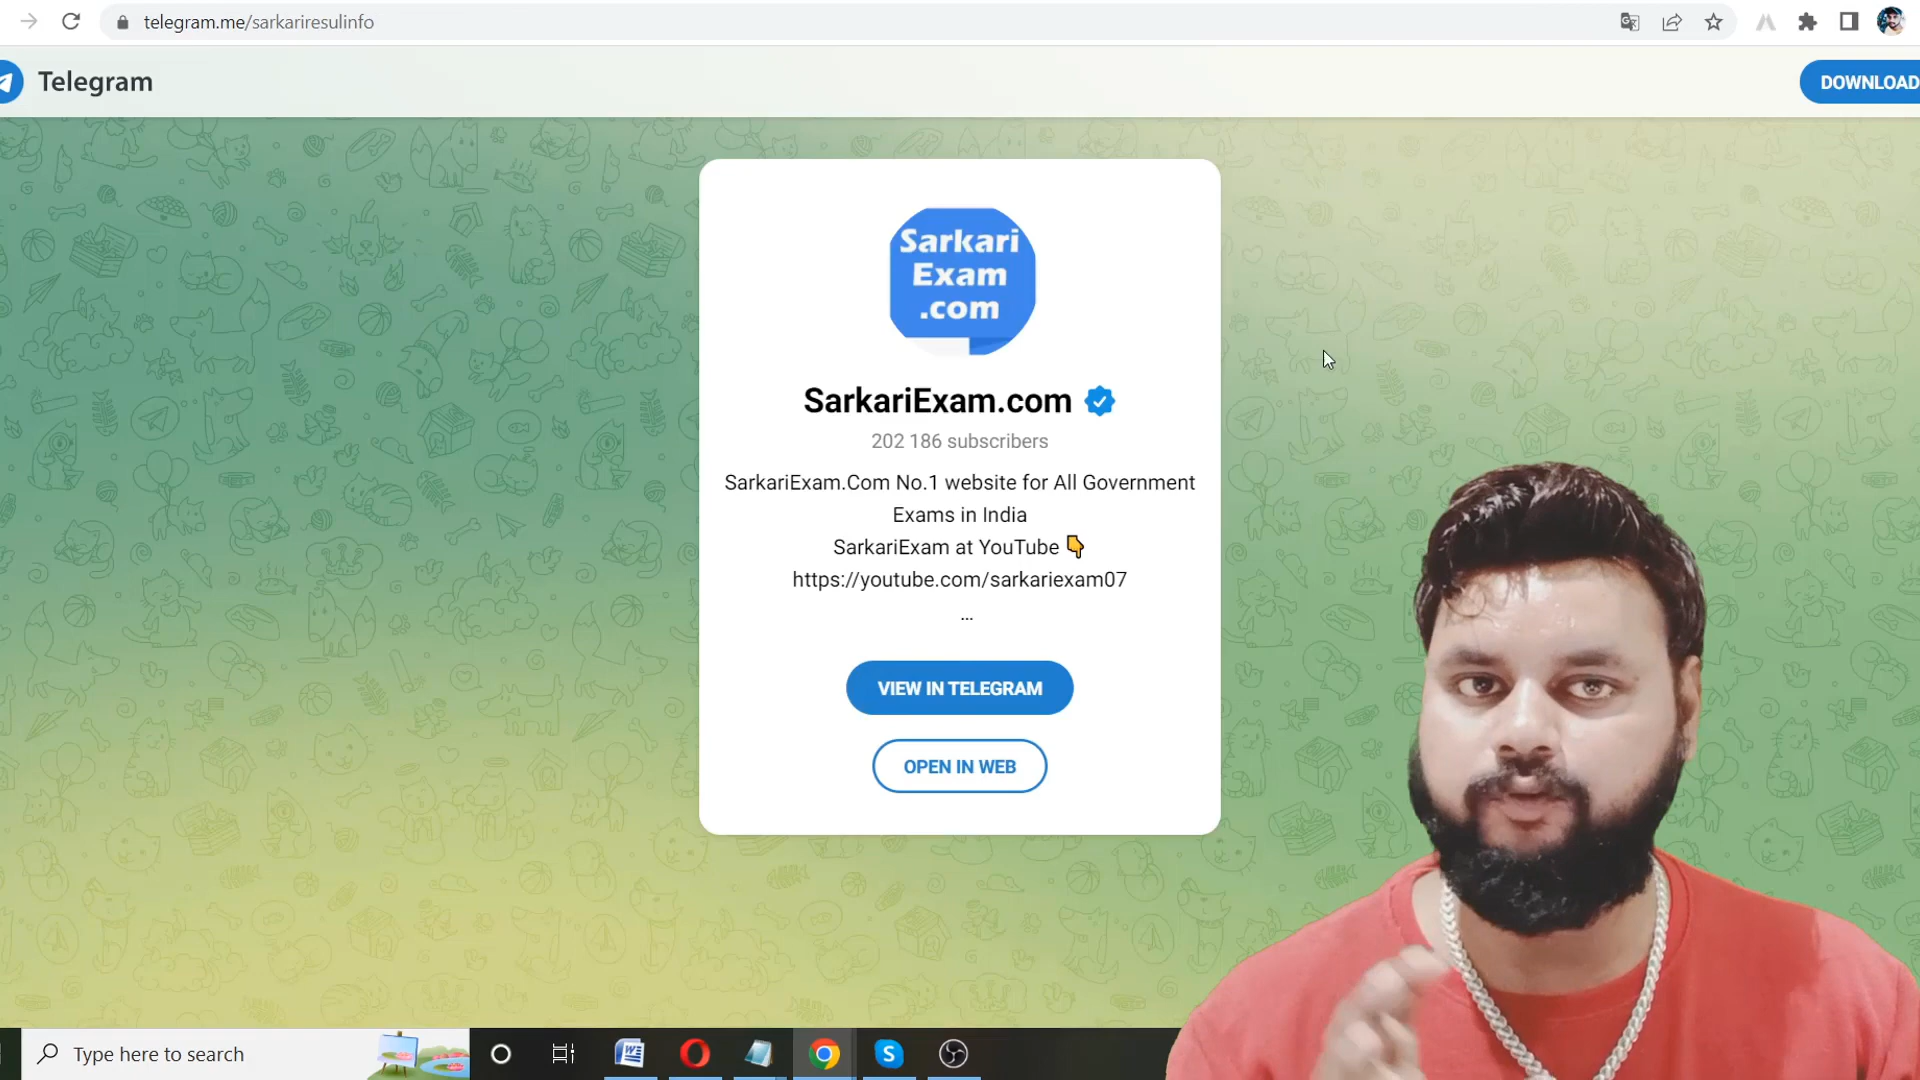 telegram.me/sarkariresulinfo
Telegram
DOWNLOAD
Sarkari
Exam
.com
SarkariExam.com
202 186 subscribers
SarkariExam.Com No.1 website for All Government
Exams in India
SarkariExam at YouTube 👇
https://youtube.com/sarkariexam07
...
VIEW IN TELEGRAM
OPEN IN WEB
Type here to search